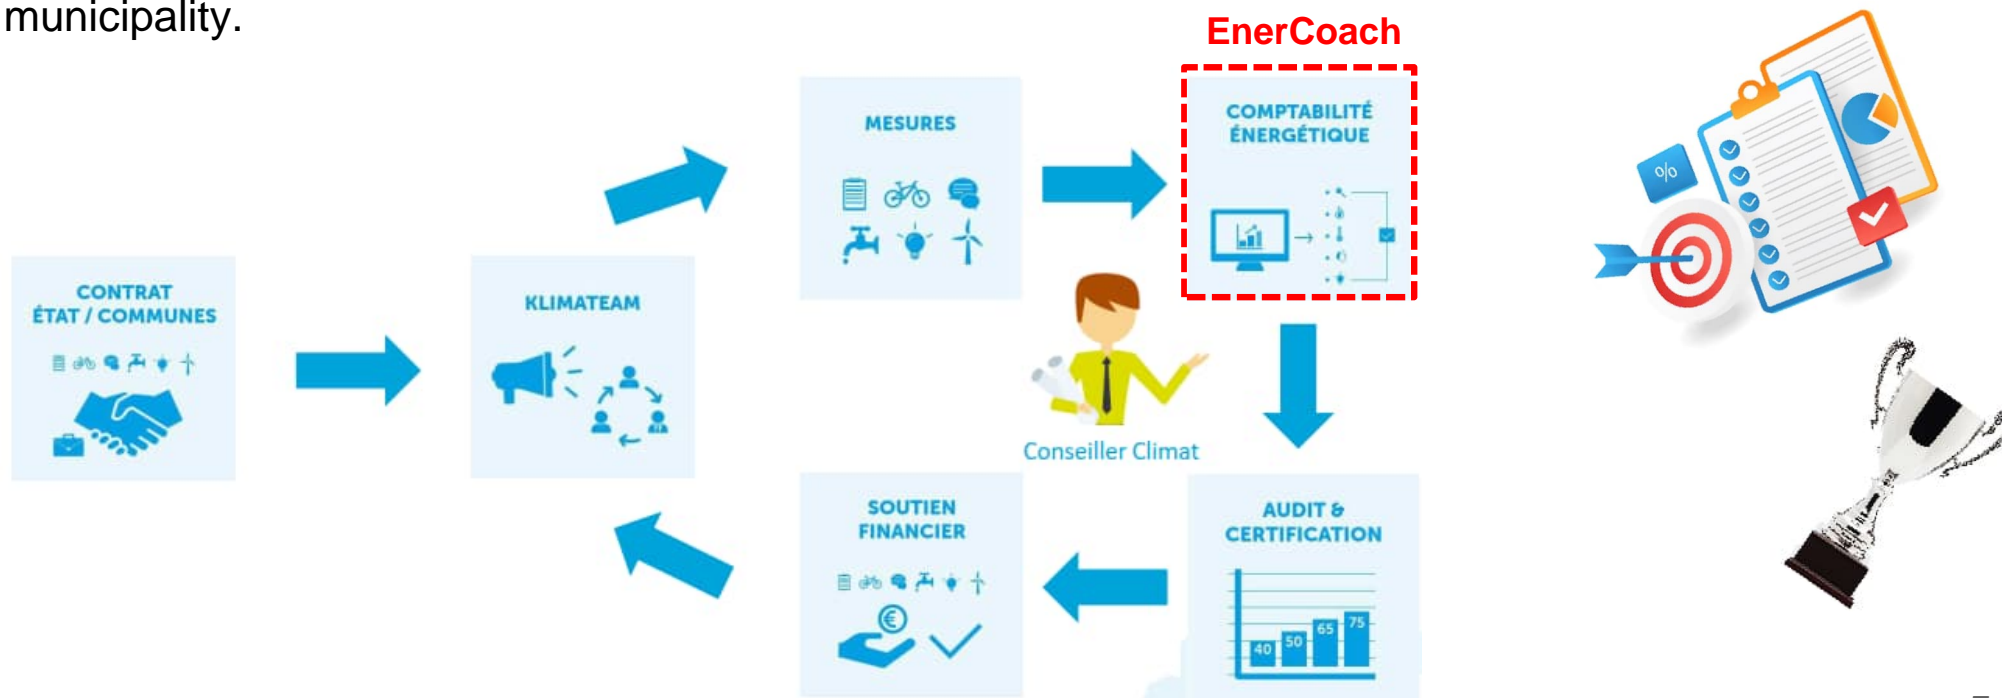 municipality.
EnerCoach
COMPTABILITÉ
ÉNERGÉTIQUE
MESURES
CONTRAT
ÉTAT / COMMUNES
KLIMATEAM
%
Conseiller Climat
SOUTIEN
FINANCIER
€
AUDIT &
CERTIFICATION
40 50 65 75